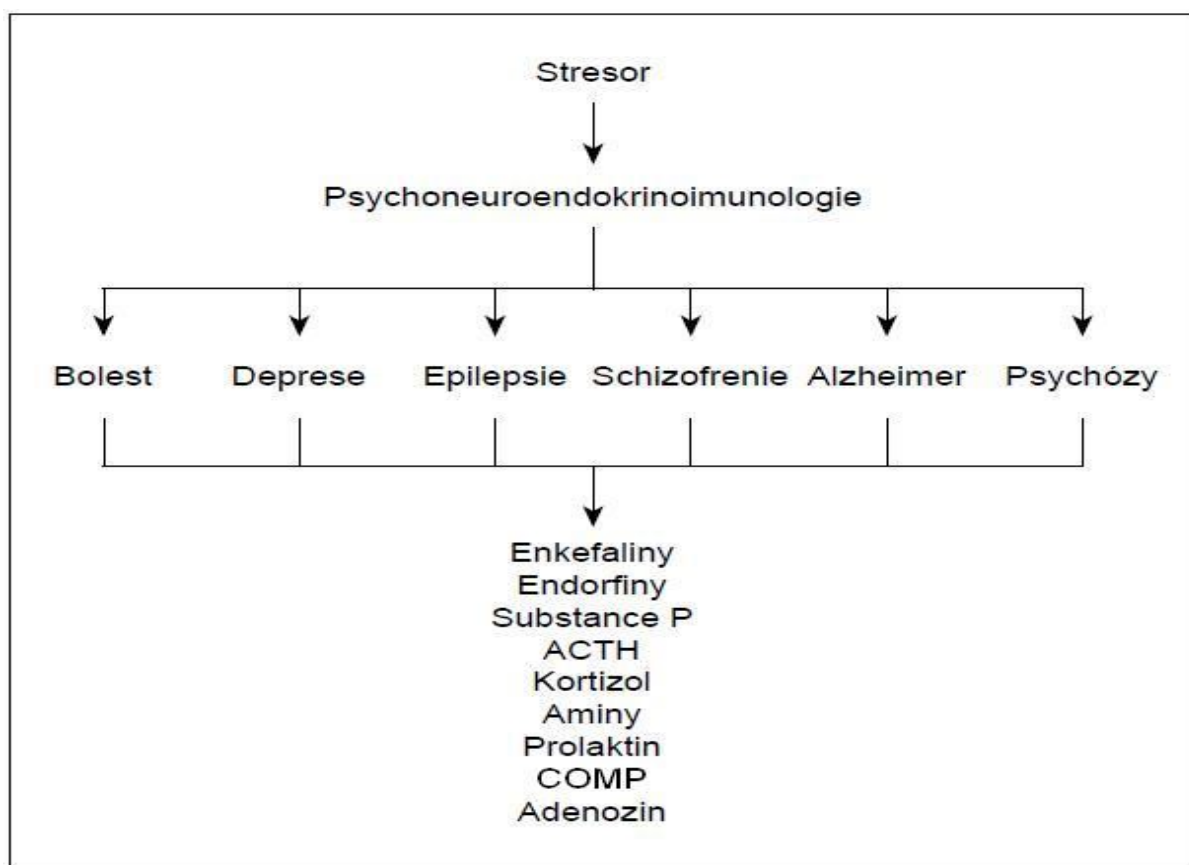 Stresor
Psychoneuroendokrinoimunologie
Bolest Deprese Epilepsie Schizofrenie Alzheimer Psychózy
Enkefaliny
Endorfiny
Substance P
ACTH
Kortizol
Aminy
Prolaktin
COMP
Adenozin